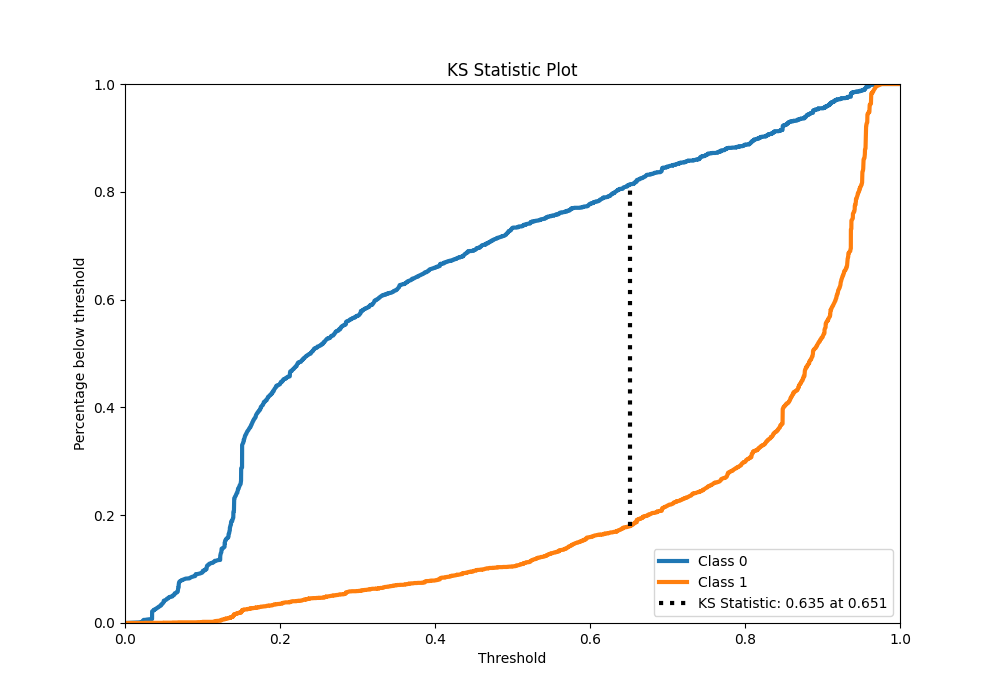 KS Statistic Plot
1.0
0.8
0.6
0.4
0.2
0.0
Percentage below threshold
0.0 0.2 0.4 0.6 0.8 1.0
Threshold
Class 0
Class 1
KS Statistic: 0.635 at 0.651